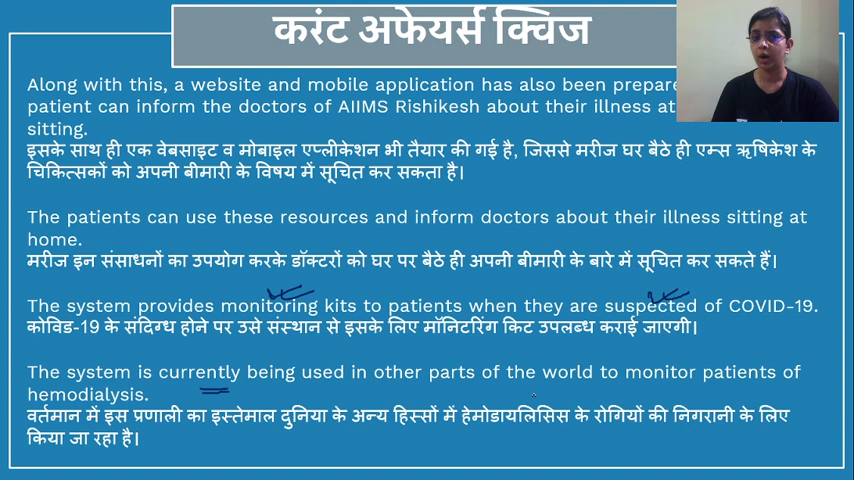 करंट अफेयर्स क्विज
Along with this, a website and mobile application has also been
patient can inform the doctors of AIIMS Rishikesh about their illness at
sitting.
इसके साथ ही एक वेबसाइट व मोबाइल एप्लीकेशन भी तैयार की गई है, जिससे मरीज घर बैठे ही एम्स ऋषिकेश के
चिकित्सकों को अपनी बीमारी के विषय में सूचित कर सकता है।
The patients can use these resources and inform doctors about their illness sitting at
home.
मरीज इन संसाधनों का उपयोग करके डॉक्टरों को घर पर बैठे ही अपनी बीमारी के बारे में सूचित कर सकते हैं।
The system provides monitoring kits to patients when they are suspected of COVID-19.
कोविड-19 के संदिग्ध होने पर उसे संस्थान से इसके लिए मॉनिटरिंग किट उपलब्ध कराई जाएगी।
The system is currently being used in other parts of the world to monitor patients of
hemodialysis.
वर्तमान में इस प्रणाली का इस्तेमाल दुनिया के अन्य हिस्सों में हेमोडायलिसिस के रोगियों की निगरानी के लिए
किया जा रहा है।